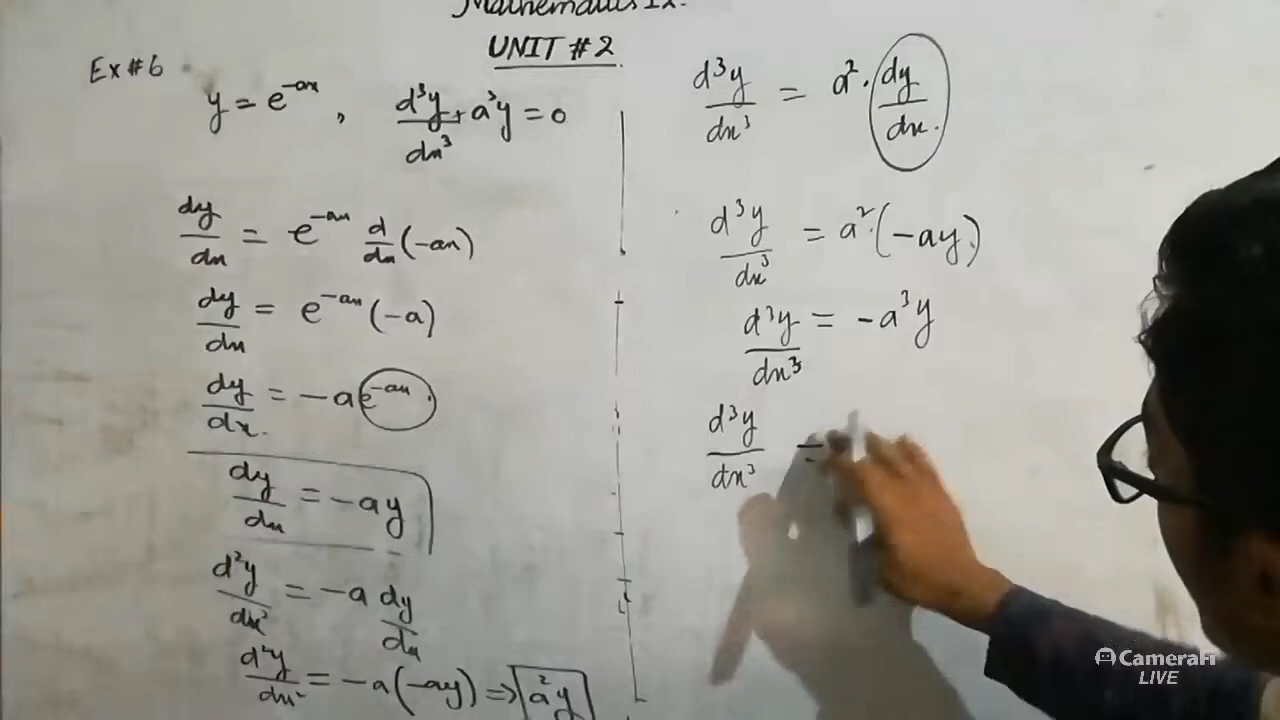 Mathematics IX.
UNIT #2
Ex#6
y = e^-ax , d³y/dx³ + a³y = 0
dy/dx = e^-ax d/dx (-ax)
dy/dx = e^-ax (-a)
dy/dx = -a e^-ax.
dy/dx = -ay
d²y/dx² = -a dy/dx
d²y/dx² = -a(-ay) ⇒ a²y
d³y/dx³ = a². dy/dx.
d³y/dx³ = a².(-ay).
d³y/dx³ = -a³y
d³y/dx³ =
CameraFi
LIVE